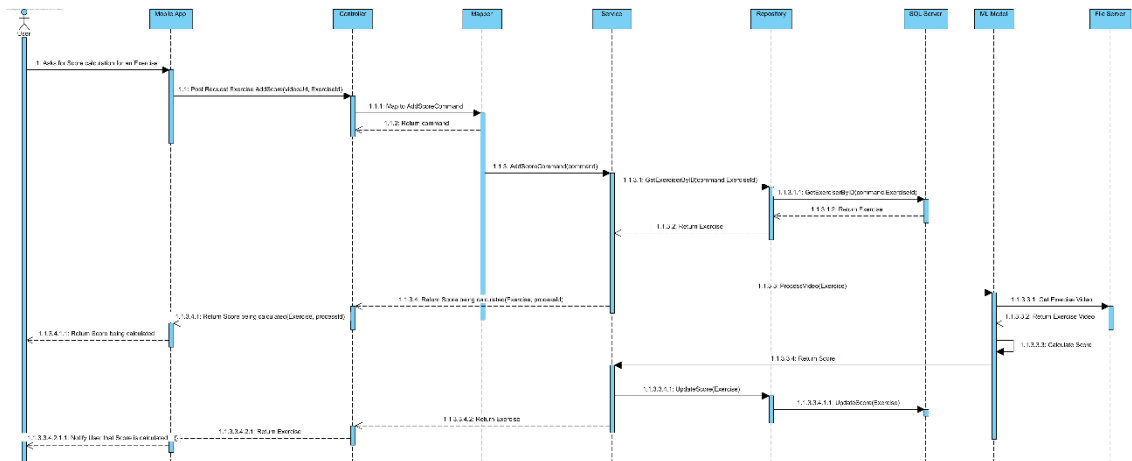 User
Mobile App
Controller
Mapper
Service
Repository
SQL Server
ML Model
File Server
1: Asks for Score calculation for an Exercise
1.1: Post Request Exercise AddScore(videoUrl, ExerciseId)
1.1.1: Map to AddScoreCommand
1.1.2: Return command
1.1.3: AddScoreCommand(command)
1.1.3.1: GetExerciserByID(command.ExerciseId)
1.1.3.1.1: GetExerciserByID(command.ExerciseId)
1.1.3.1.2: Return Exercise
1.1.3.2: Return Exercise
1.1.3.3: ProcessVideo(Exercise)
1.1.3.4: Return Score being calculated(Exercise, processId)
1.1.3.3.1: Get Exercise Video
1.1.3.4.1: Return Score being calculated(Exercise, processId)
1.1.3.3.2: Return Exercise Video
1.1.3.4.1.1: Return Score being calculated
1.1.3.3.3: Calculate Score
1.1.3.3.4: Return Score
1.1.3.3.4.1: UpdateScore(Exercise)
1.1.3.3.4.1.1: UpdateScore(Exercise)
1.1.3.3.4.2: Return Exercise
1.1.3.3.4.2.1: Return Exercise
1.1.3.3.4.2.1.1: Notify User that Score is calculated